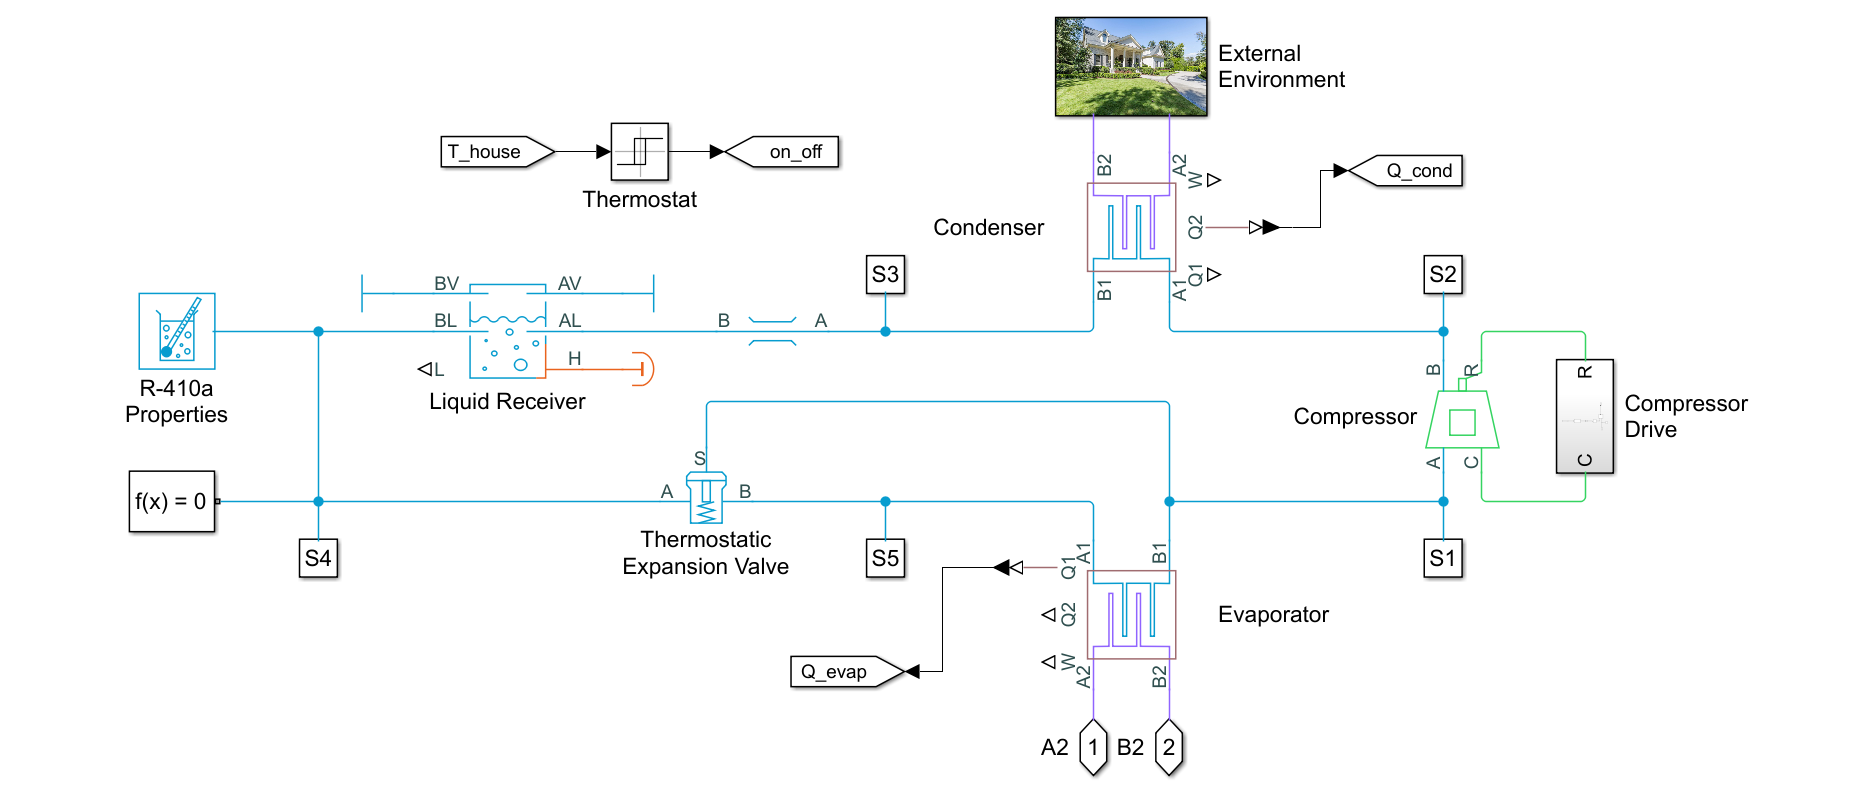 External
Environment
T_house
on_off
Thermostat
B2
A2
W
Q_cond
Condenser
Q2
Q1
B1
A1
S3
S2
BV
AV
BL
AL
B
A
L
H
R-410a
Properties
Liquid Receiver
B
R
R
Compressor
Compressor
Drive
A
C
C
S
f(x) = 0
A
B
Thermostatic
Expansion Valve
S4
S5
S1
Q1
A1
B1
Q2
Evaporator
W
A2
B2
Q_evap
A2
1
B2
2